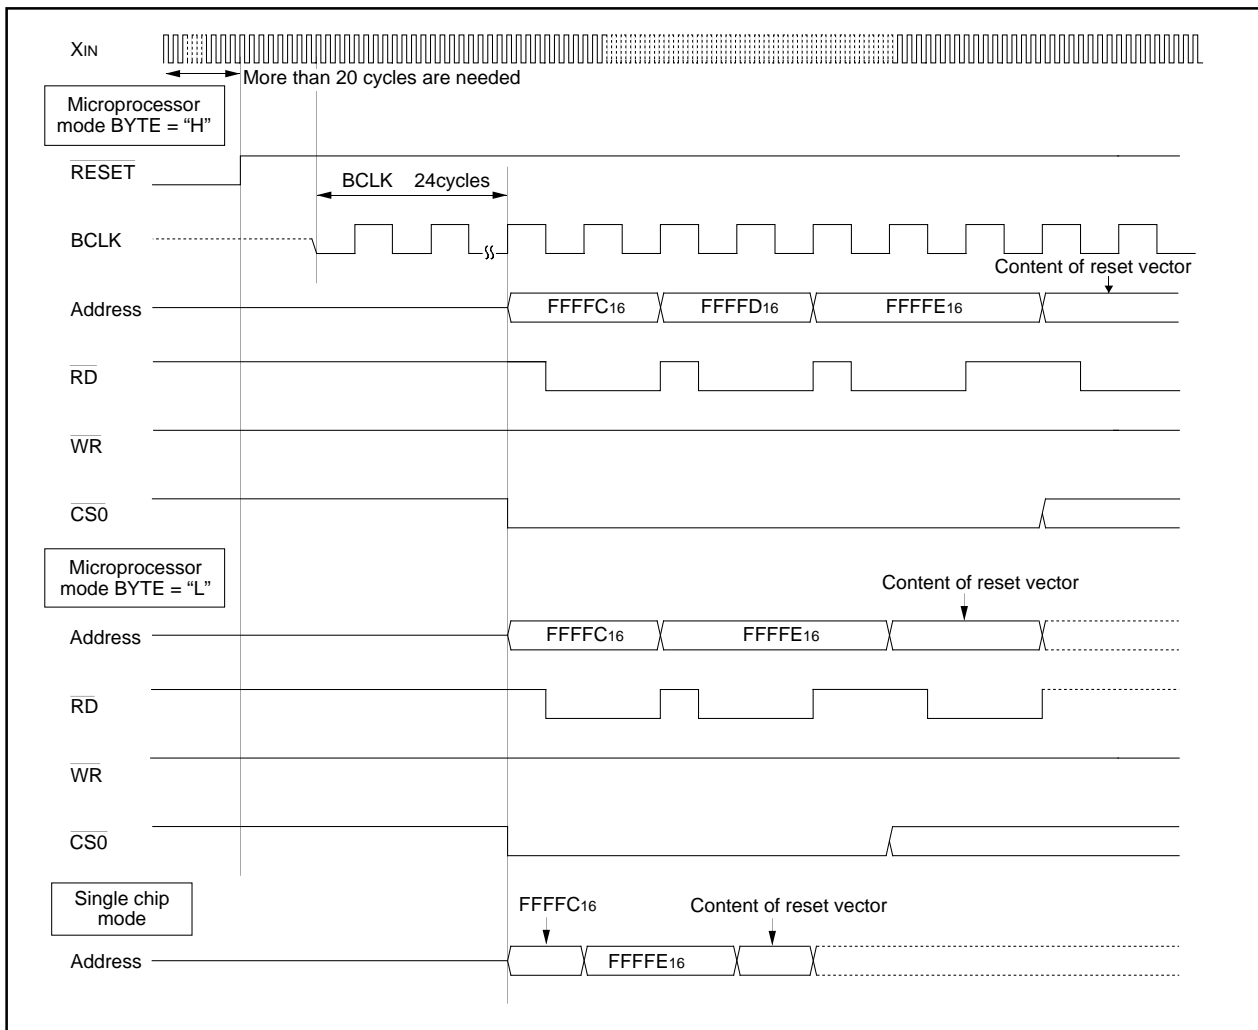 XIN
More than 20 cycles are needed
Microprocessor
mode BYTE = “H”
RESET
BCLK 24cycles
BCLK
Content of reset vector
Address
FFFFC16
FFFFD16
FFFFE16
RD
WR
CS0
Microprocessor
mode BYTE = “L”
Content of reset vector
Address
FFFFC16
FFFFE16
RD
WR
CS0
Single chip
mode
FFFFC16
Content of reset vector
Address
FFFFE16